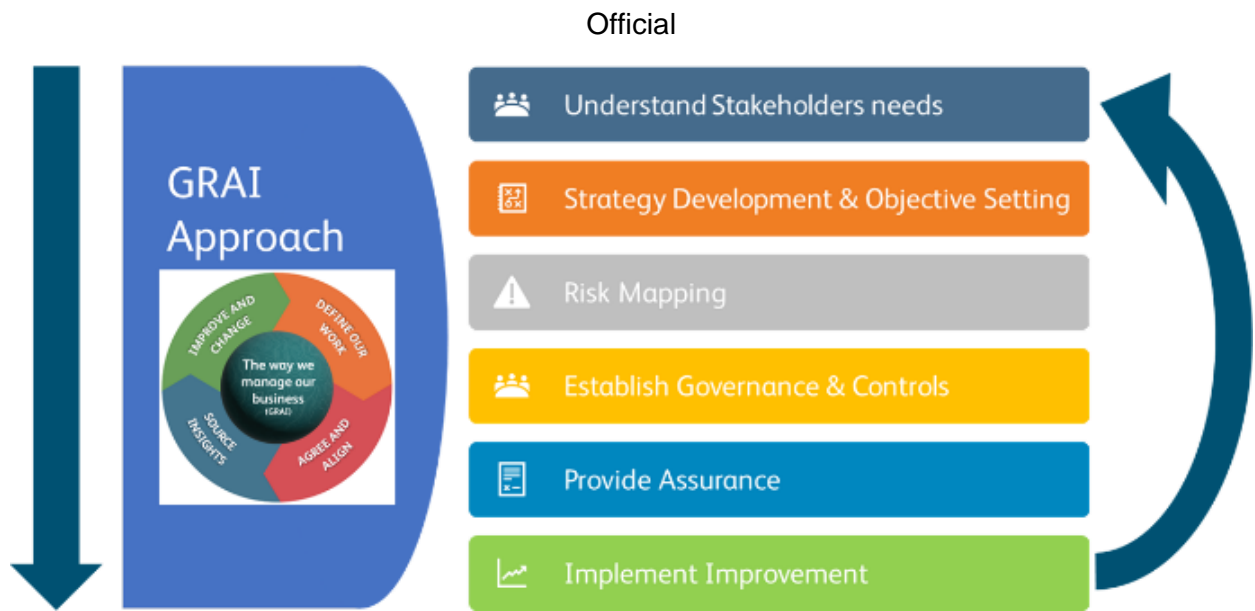 Official
GRAI
Approach
IMPROVE AND
CHANGE
DEFINE OUR
WORK
The way we
manage our
business
(GRAI)
SOURCE
INSIGHTS
AGREE AND
ALIGN
Understand Stakeholders needs
Strategy Development & Objective Setting
Risk Mapping
Establish Governance & Controls
Provide Assurance
Implement Improvement